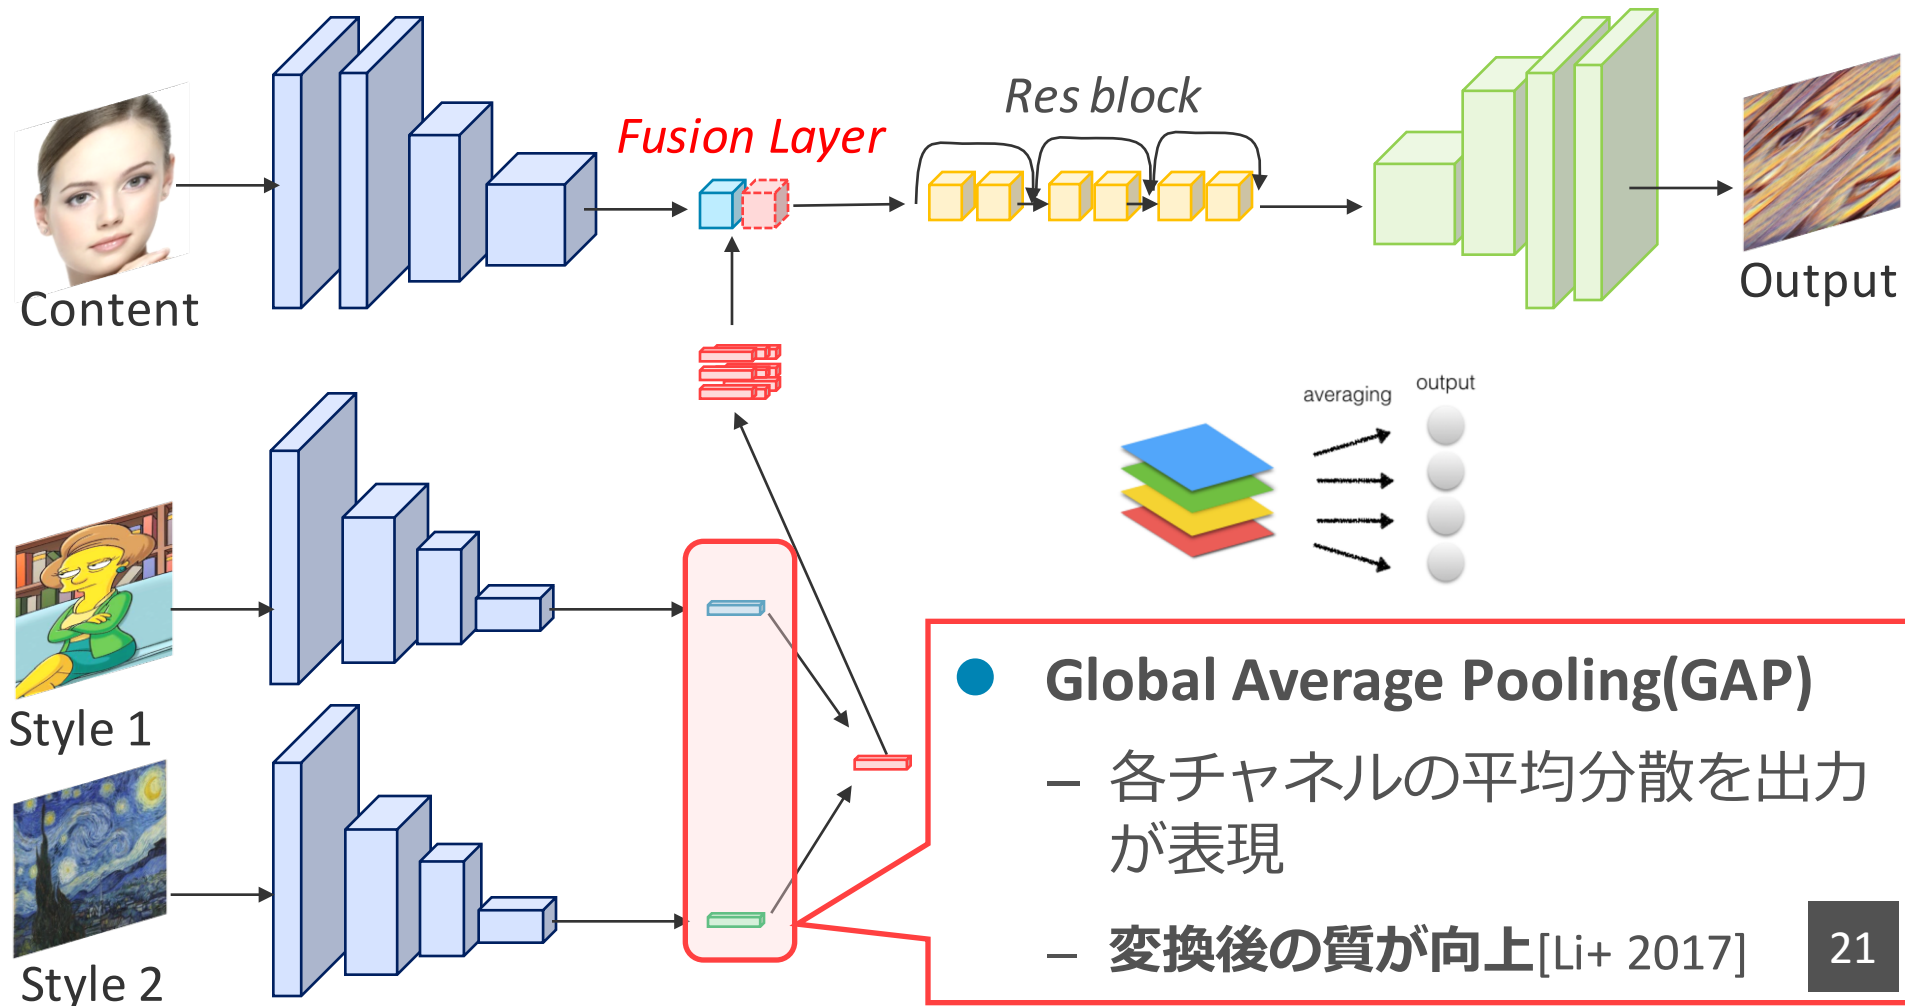 Res block
Fusion Layer
Content
Output
averaging
output
Style 1
Style 2
● Global Average Pooling(GAP)
– 各チャネルの平均分散を出力
が表現
– 変換後の質が向上[Li+ 2017]
21